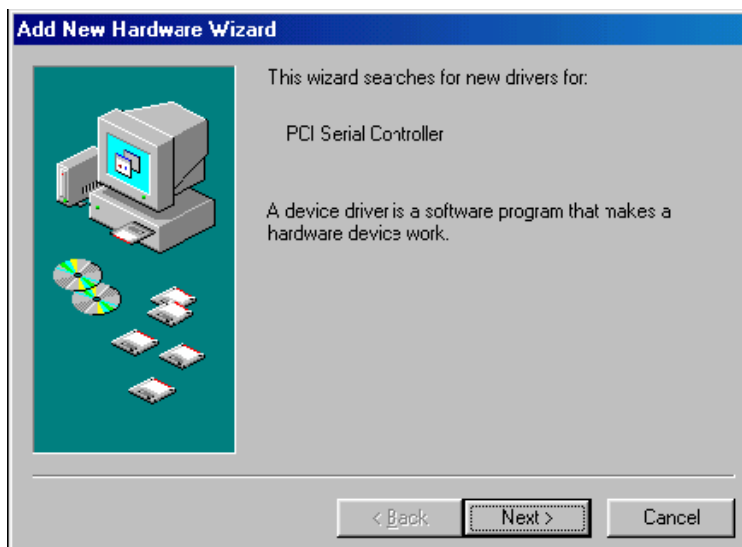 Add New Hardware Wizard
This wizard searches for new drivers for:
PCI Serial Controller
A device driver is a software program that makes a
hardware device work.
< Back
Next >
Cancel